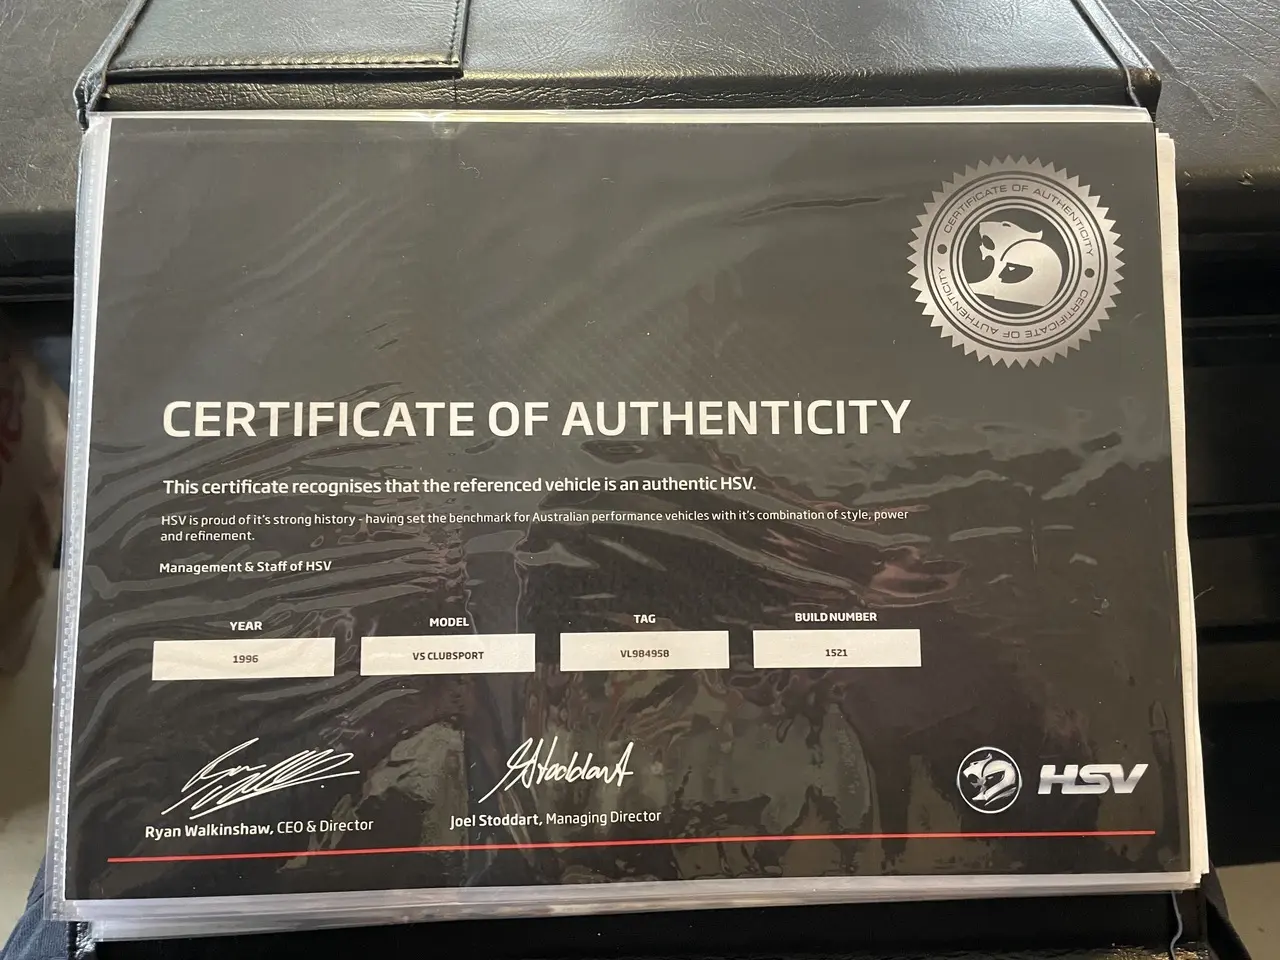 CERTIFICATE OF AUTHENTICITY • CERTIFICATE OF AUTHENTICITY •
CERTIFICATE OF AUTHENTICITY
This certificate recognises that the referenced vehicle is an authentic HSV.
HSV is proud of it's strong history - having set the benchmark for Australian performance vehicles with it's combination of style, power
and refinement.
Management & Staff of HSV
YEAR MODEL TAG BUILD NUMBER
1996 VS CLUBSPORT VL984958 1521
Ryan Walkinshaw, CEO & Director
J Stoddart
Joel Stoddart, Managing Director
HSV